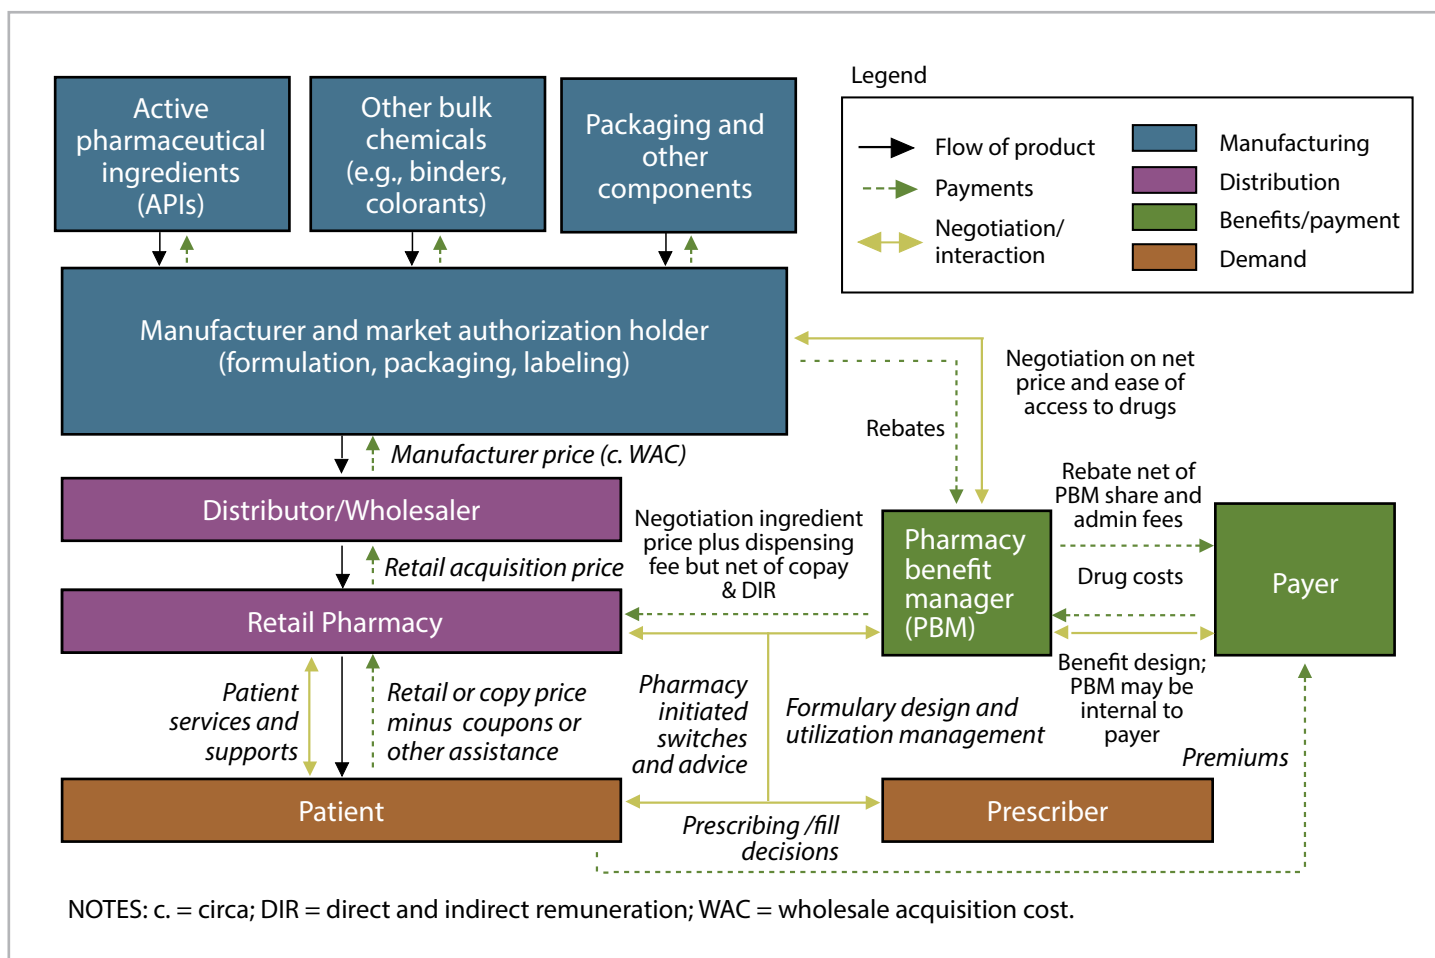 Active
pharmaceutical
ingredients
(APIs)
Other bulk
chemicals
(e.g., binders,
colorants)
Packaging and
other
components
Legend
Flow of product
Payments
Negotiation/
interaction
Manufacturing
Distribution
Benefits/payment
Demand
Manufacturer and market authorization holder
(formulation, packaging, labeling)
Negotiation on net
price and ease of
access to drugs
Rebates
Manufacturer price (c. WAC)
Distributor/Wholesaler
Retail acquisition price
Negotiation ingredient
price plus dispensing
fee but net of copay
& DIR
Pharmacy
benefit
manager
(PBM)
Rebate net of
PBM share and
admin fees
Drug costs
Payer
Retail Pharmacy
Benefit design;
PBM may be
internal to
payer
Patient
services and
supports
Retail or copy price
minus coupons or
other assistance
Pharmacy
initiated
switches
and advice
Formulary design and
utilization management
Premiums
Patient
Prescriber
Prescribing /fill
decisions
NOTES: c. = circa; DIR = direct and indirect remuneration; WAC = wholesale acquisition cost.